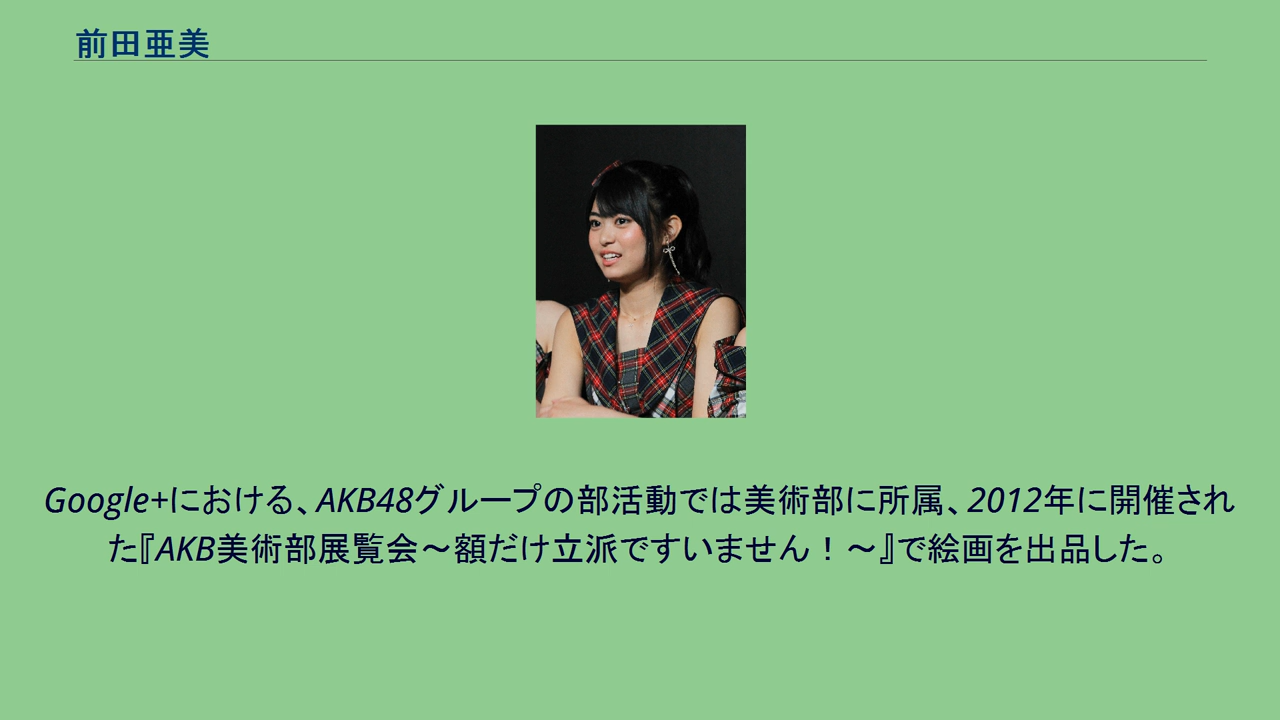 前田亜美
Google+における、AKB48グループの部活動では美術部に所属、2012年に開催され
た『AKB美術部展覧会～額だけ立派ですいません！～』で絵画を出品した。